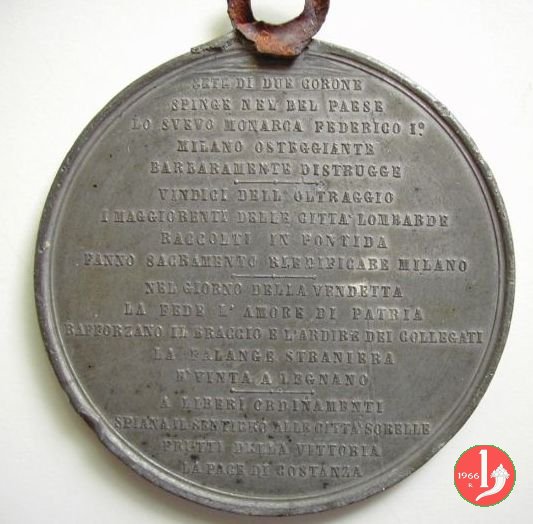 SETE DI DUE CORONE
SPINGE NEL BEL PAESE
LO SVEVO MONARCA FEDERICO Iº
MILANO OSTEGGIANTE
BARBARAMENTE DISTRUGGE
VINDICI DELL'OLTRAGGIO
I MAGGIORENTI DELLE CITTA' LOMBARDE
RACCOLTI IN PONTIDA
FANNO SACRAMENTO RIEDIFICARE MILANO
NEL GIORNO DELLA VENDETTA
LA FEDE L'AMORE DI PATRIA
RAFFORZANO IL BRACCIO E L'ARDIRE DEI COLLEGATI
LA FALANGE STRANIERA
E' VINTA A LEGNANO
A LIBERI ORDINAMENTI
SPIANA IL SENTIERO ALLE CITTA' SORELLE
FRUTTI DELLA VITTORIA
LA PACE DI COSTANZA
1966
R